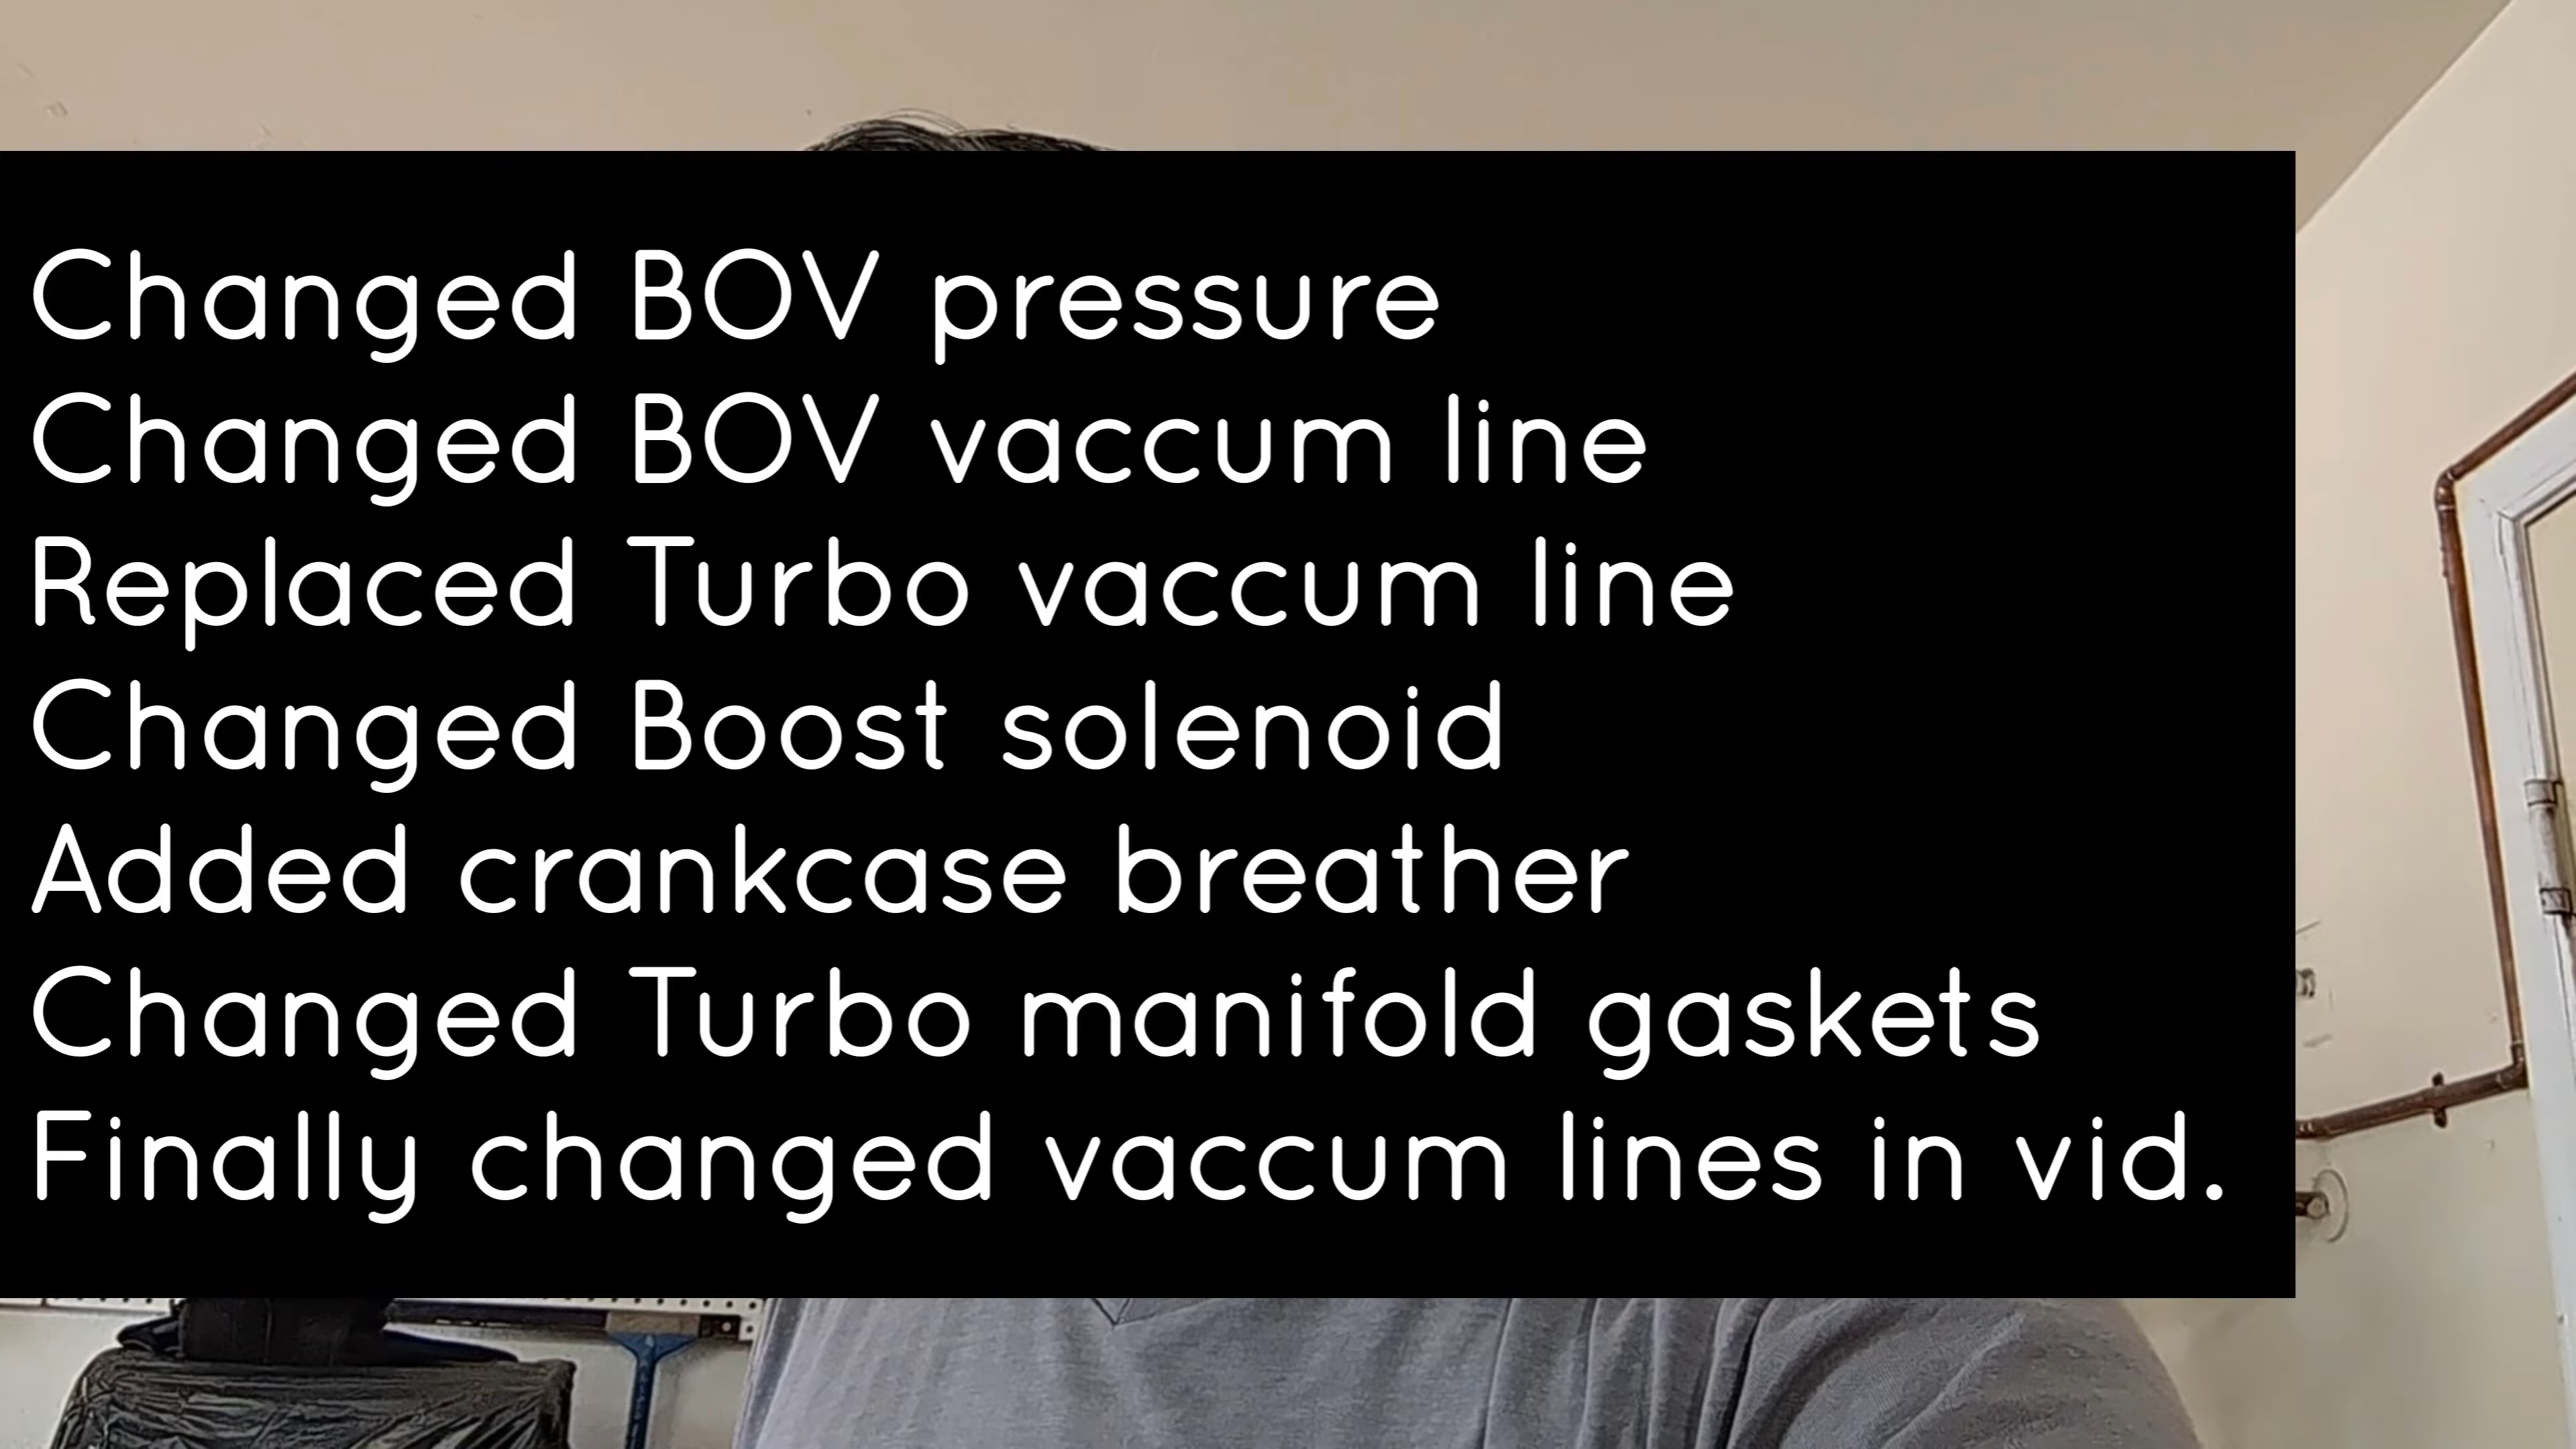 Changed BOV pressure
Changed BOV vaccum line
Replaced Turbo vaccum line
Changed Boost solenoid
Added crankcase breather
Changed Turbo manifold gaskets
Finally changed vaccum lines in vid.